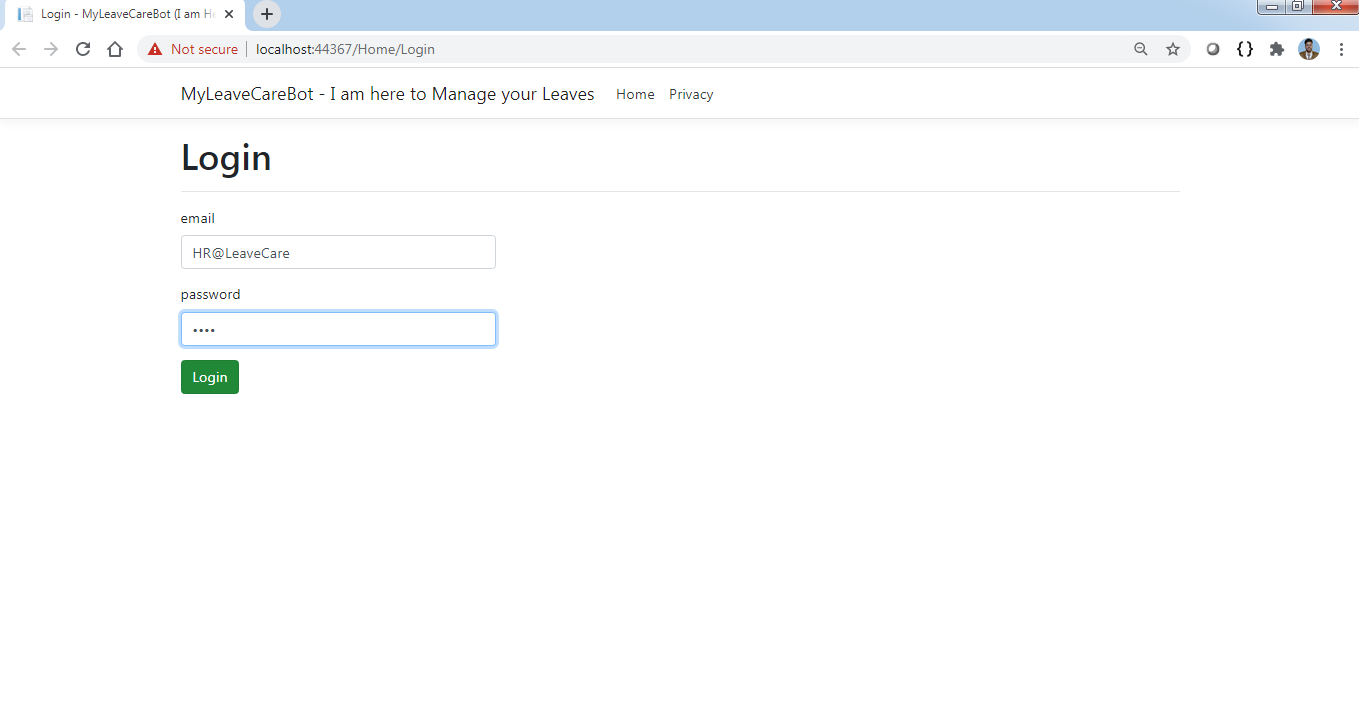 Login - MyLeaveCareBot (I am H
Not secure localhost:44367/Home/Login
MyLeaveCareBot - I am here to Manage your Leaves Home Privacy
Login
email
HR@LeaveCare
password
••••
Login